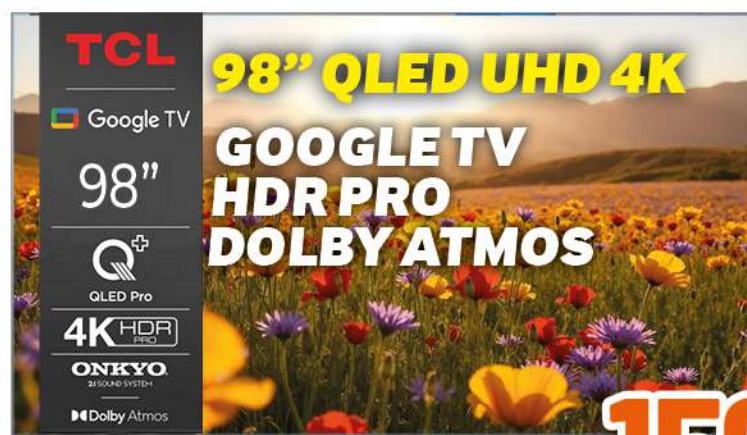 TCL
Google TV
98”
QLED Pro
4K HDR
PRO
ONKYO
2.1 SOUND SYSTEM
Dolby Atmos
98” QLED UHD 4K
GOOGLE TV
HDR PRO
DOLBY ATMOS